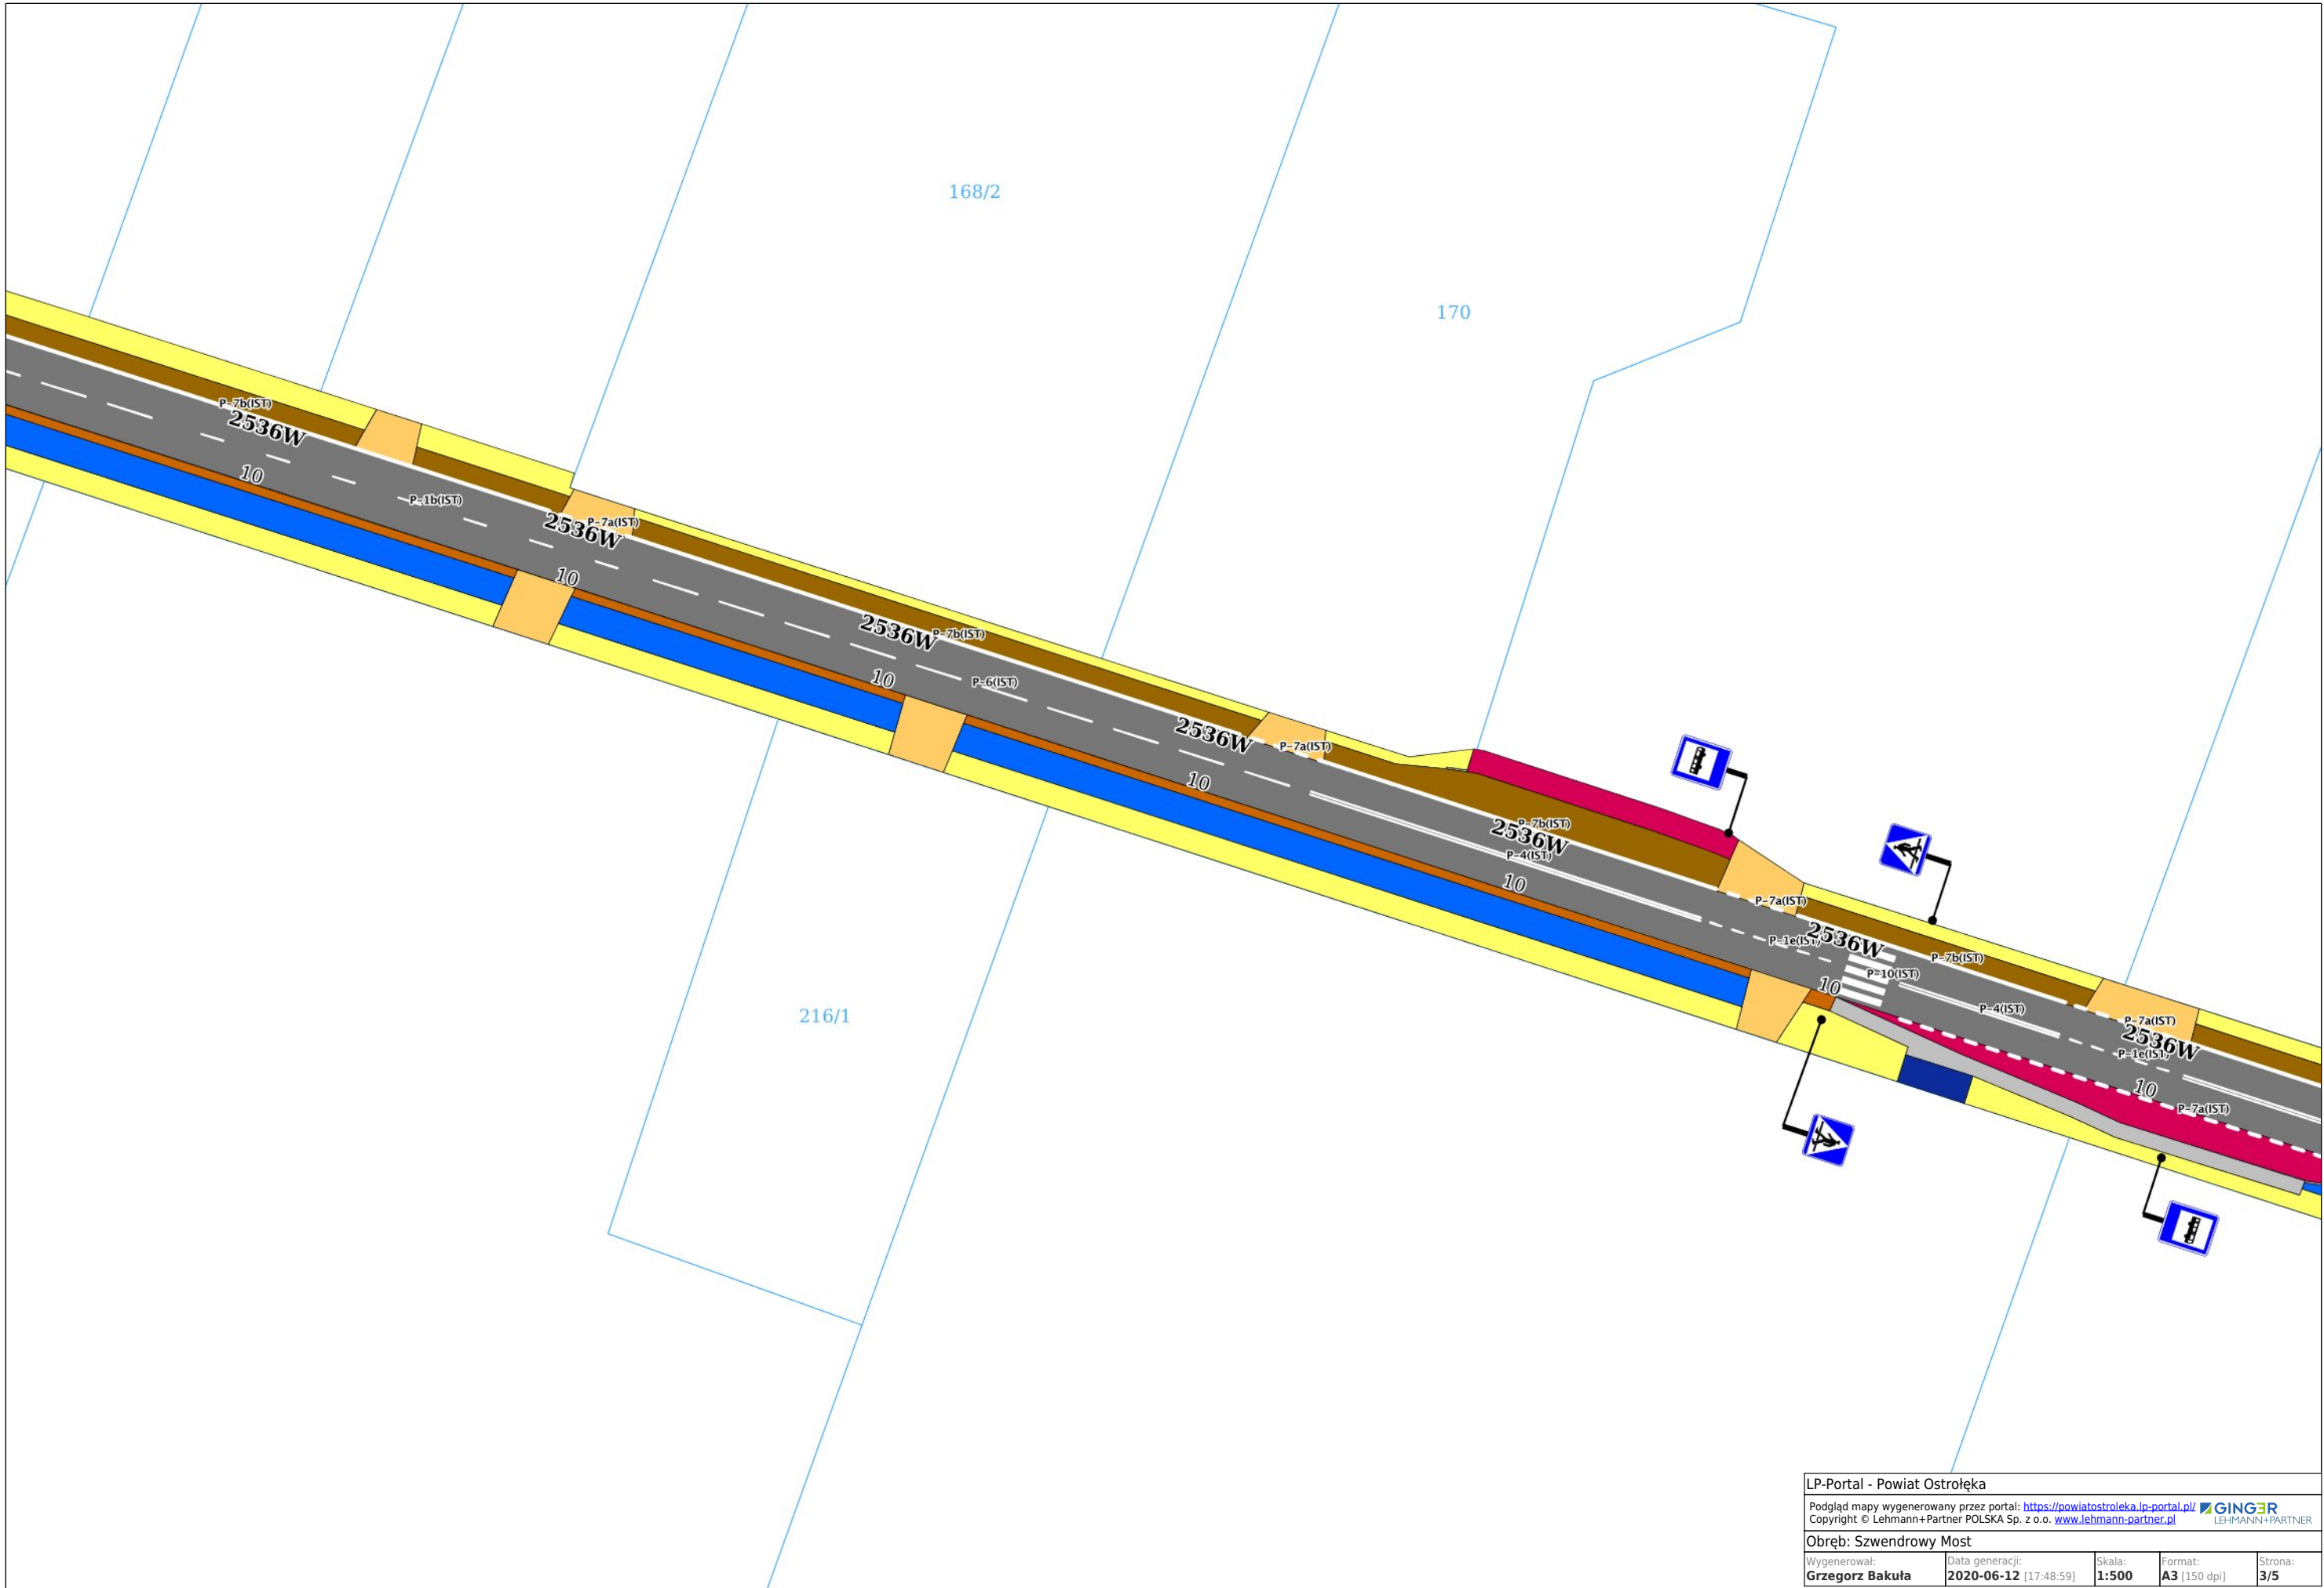 168/2
170
P-7b(IST)
2536W
10
P-1b(IST)
2536W
P-7a(IST)
10
2536W
P-7b(IST)
10
P-6(IST)
2536W
P-7a(IST)
10
P-7b(IST)
2536W
P-4(IST)
10
P-7a(IST)
P-1e(IST)
2536W
P-7b(IST)
P-10(IST)
10
P-4(IST)
216/1
P-7a(IST)
2536W
P-1e(IST)
10
P-7a(IST)
LP-Portal - Powiat Ostrołęka
Podgląd mapy wygenerowany przez portal: https://powiatostroleka.lp-portal.pl/
Copyright © Lehmann+Partner POLSKA Sp. z o.o. www.lehmann-partner.pl
GINGER
LEHMANN+PARTNER
Obręb: Szwendrowy Most
Wygenerował: Data generacji: Skala: Format: Strona:
Grzegorz Bakuła 2020-06-12 [17:48:59] 1:500 A3 [150 dpi] 3/5